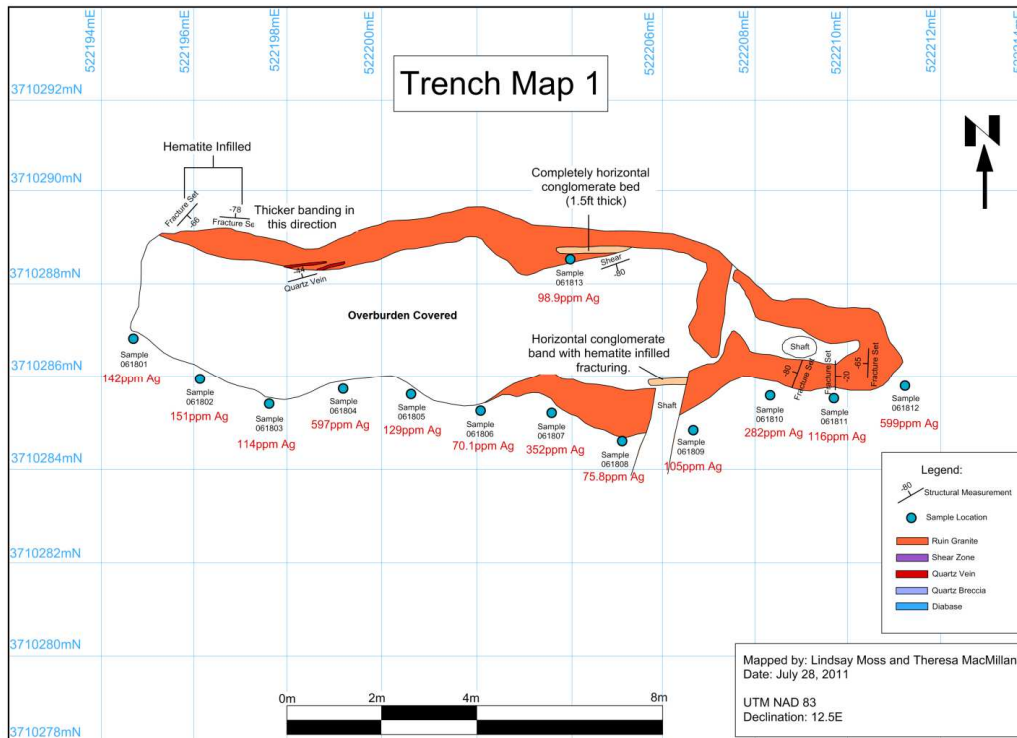 522194mE
522196mE
522198mE
522200mE
522206mE
522208mE
522210mE
522212mE
3710292mN
3710290mN
3710288mN
3710286mN
3710284mN
3710282mN
3710280mN
3710278mN
Trench Map 1
N
Hematite Infilled
Fracture Set
-66
-78
Fracture Se
Thicker banding in
this direction
Completely horizontal
conglomerate bed
(1.5ft thick)
-44
Quartz Vein
Sample
061813
98.9ppm Ag
Shear
-80
Overburden Covered
Horizontal conglomerate
band with hematite infilled
fracturing.
Shaft
Shaft
-80
Fracture Set
Fracture Set
-20
-65
Fracture Set
Sample
061801
142ppm Ag
Sample
061802
151ppm Ag
Sample
061803
114ppm Ag
Sample
061804
597ppm Ag
Sample
061805
129ppm Ag
Sample
061806
70.1ppm Ag
Sample
061807
352ppm Ag
Sample
061808
75.8ppm Ag
Sample
061809
105ppm Ag
Sample
061810
282ppm Ag
Sample
061811
116ppm Ag
Sample
061812
599ppm Ag
Legend:
-80
Structural Measurement
Sample Location
Ruin Granite
Shear Zone
Quartz Vein
Quartz Breccia
Diabase
0m
2m
4m
8m
Mapped by: Lindsay Moss and Theresa MacMillan
Date: July 28, 2011
UTM NAD 83
Declination: 12.5E